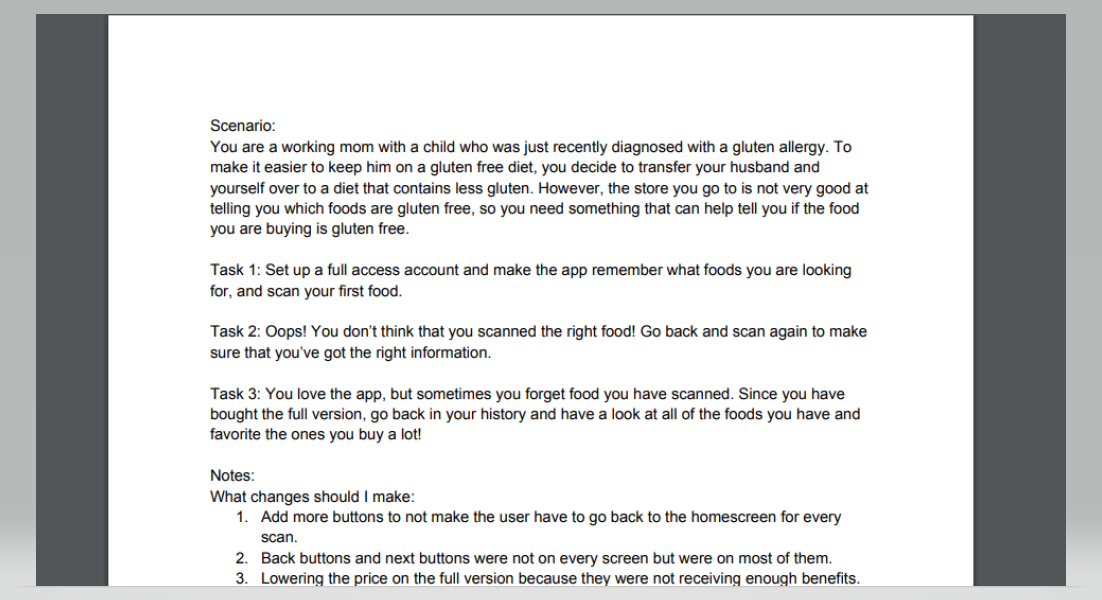 Scenario:
You are a working mom with a child who was just recently diagnosed with a gluten allergy. To
make it easier to keep him on a gluten free diet, you decide to transfer your husband and
yourself over to a diet that contains less gluten. However, the store you go to is not very good at
telling you which foods are gluten free, so you need something that can help tell you if the food
you are buying is gluten free.
Task 1: Set up a full access account and make the app remember what foods you are looking
for, and scan your first food.
Task 2: Oops! You don’t think that you scanned the right food! Go back and scan again to make
sure that you’ve got the right information.
Task 3: You love the app, but sometimes you forget food you have scanned. Since you have
bought the full version, go back in your history and have a look at all of the foods you have and
favorite the ones you buy a lot!
Notes:
What changes should I make:
1. Add more buttons to not make the user have to go back to the homescreen for every
scan.
2. Back buttons and next buttons were not on every screen but were on most of them.
3. Lowering the price on the full version because they were not receiving enough benefits.